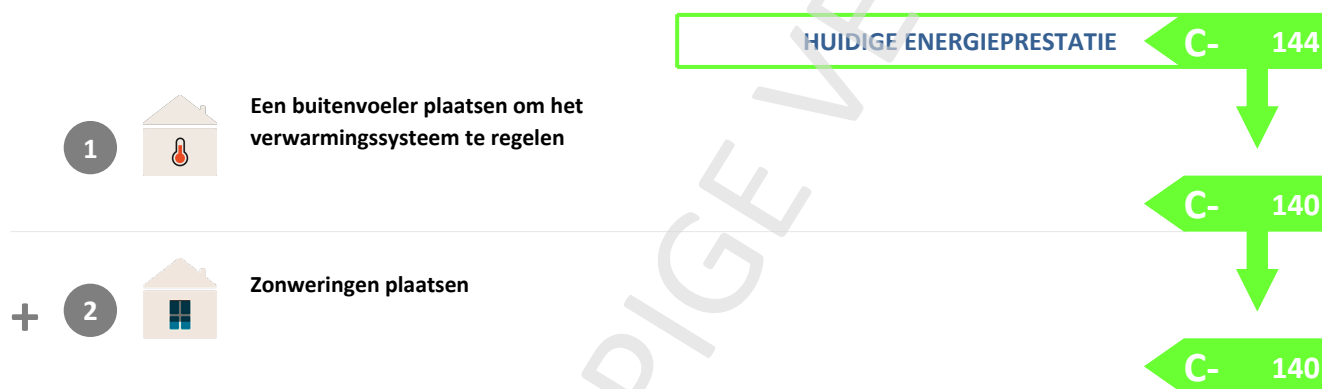 HUIDIGE ENERGIEPRESTATIE C- 144
1 Een buitenvoeler plaatsen om het
verwarmingssysteem te regelen
C- 140
+ 2 Zonweringen plaatsen
C- 140